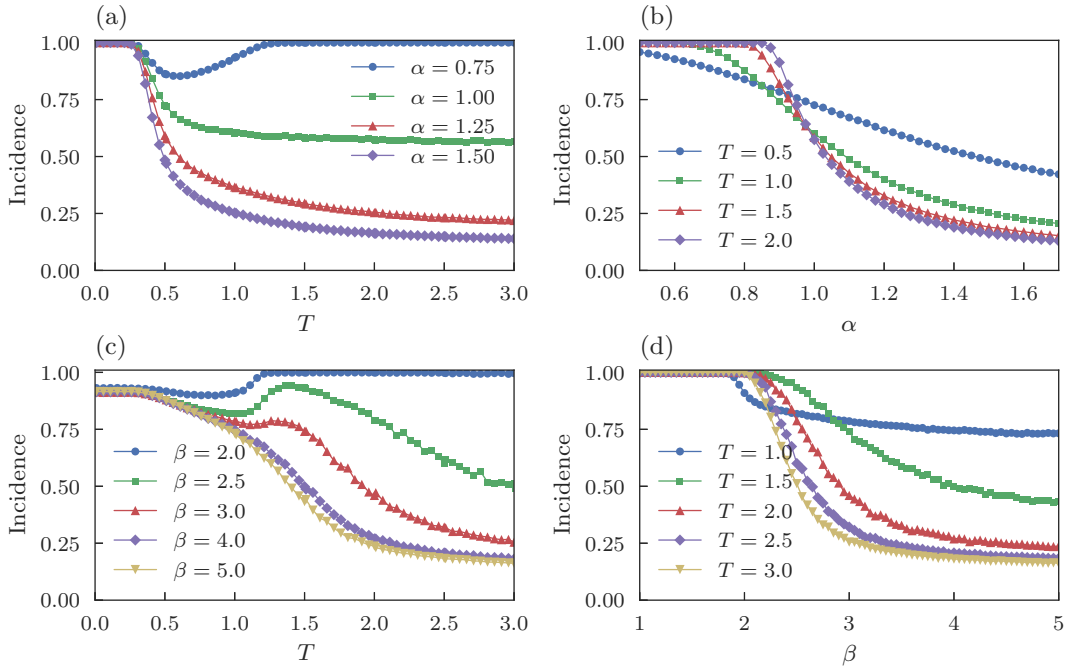 (a)
Incidence
1.00
0.75
0.50
0.25
0.00
0.0 0.5 1.0 1.5 2.0 2.5 3.0
T
α = 0.75
α = 1.00
α = 1.25
α = 1.50
(b)
Incidence
1.00
0.75
0.50
0.25
0.00
0.6 0.8 1.0 1.2 1.4 1.6
α
T = 0.5
T = 1.0
T = 1.5
T = 2.0
(c)
Incidence
1.00
0.75
0.50
0.25
0.00
0.0 0.5 1.0 1.5 2.0 2.5 3.0
T
β = 2.0
β = 2.5
β = 3.0
β = 4.0
β = 5.0
(d)
Incidence
1.00
0.75
0.50
0.25
0.00
1 2 3 4 5
β
T = 1.0
T = 1.5
T = 2.0
T = 2.5
T = 3.0